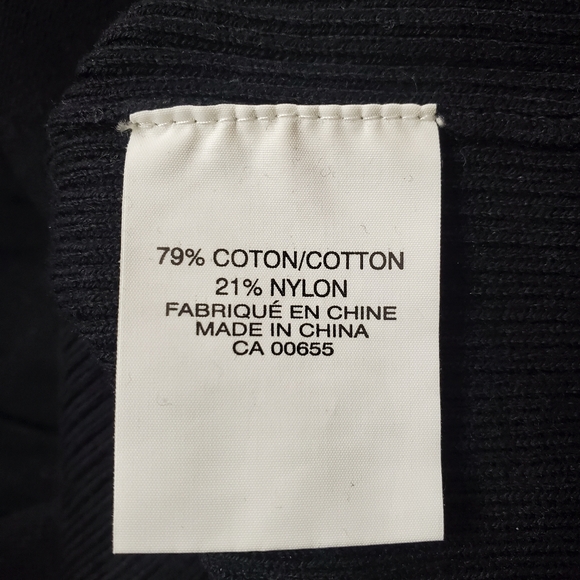 79% COTON/COTTON
21% NYLON
FABRIQUÉ EN CHINE
MADE IN CHINA
CA 00655